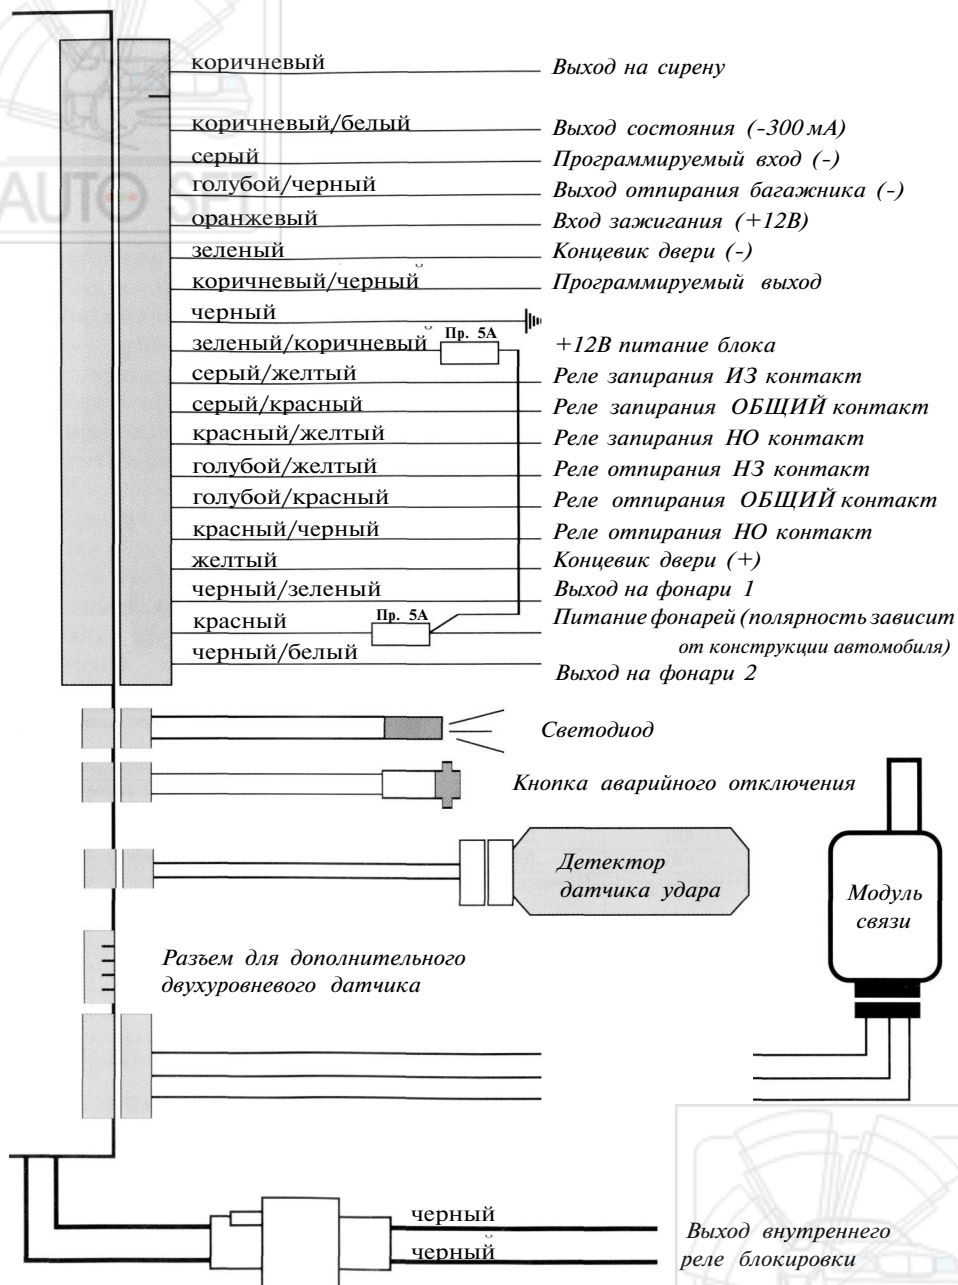 коричневый Выход на сирену
коричневый/белый Выход состояния (-300 мА)
серый Программируемый вход (-)
голубой/черный Выход отпирания багажника (-)
AUTO SET
оранжевый Вход зажигания (+12В)
зеленый Концевик двери (-)
коричневый/черный Программируемый выход
черный
зеленый/коричневый Пр. 5А +12В питание блока
серый/желтый Реле запирания ИЗ контакт
серый/красный Реле запирания ОБЩИЙ контакт
красный/желтый Реле запирания НО контакт
голубой/желтый Реле отпирания НЗ контакт
голубой/красный Реле отпирания ОБЩИЙ контакт
красный/черный Реле отпирания НО контакт
желтый Концевик двери (+)
черный/зеленый Выход на фонари 1
красный Пр. 5А Питание фонарей (полярность зависит
от конструкции автомобиля)
черный/белый Выход на фонари 2
Светодиод
Кнопка аварийного отключения
Детектор
датчика удара
Модуль
связи
Разъем для дополнительного
двухуровневого датчика
черный
черный
Выход внутреннего
реле блокировки